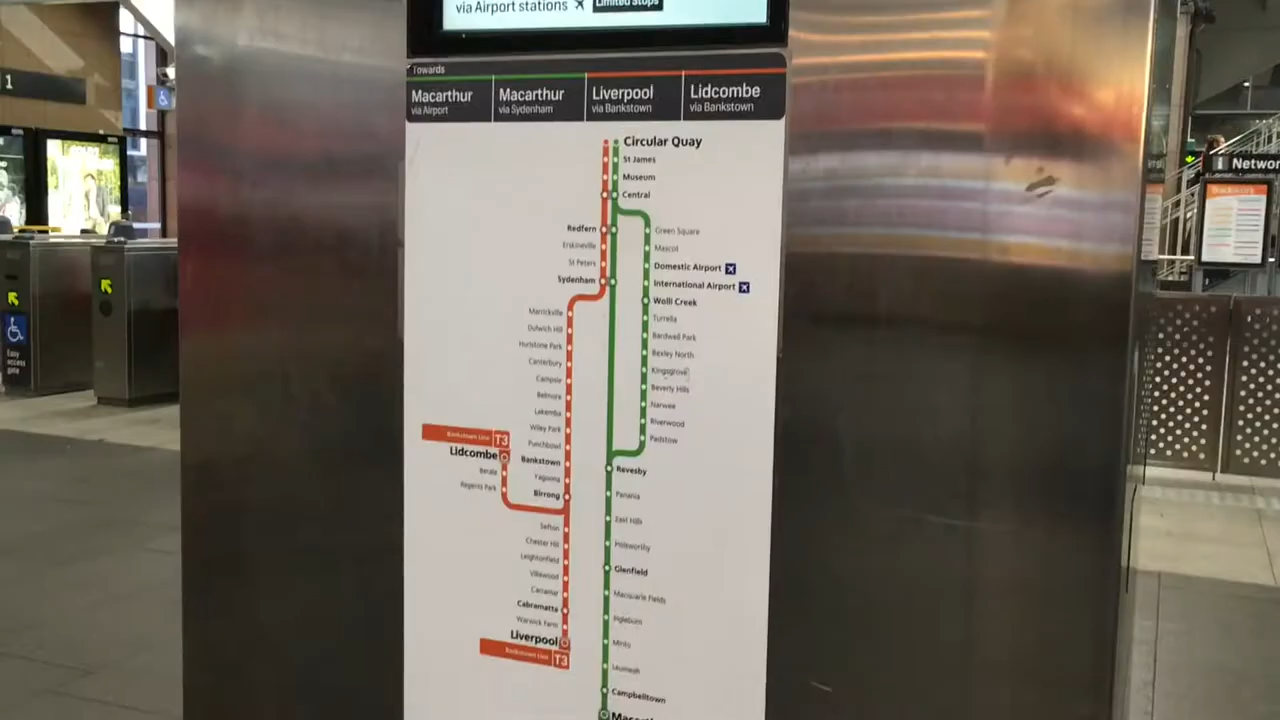 via Airport stations
Limited Stops
Towards
Macarthur
via Airport
Macarthur
via Sydenham
Liverpool
via Bankstown
Lidcombe
via Bankstown
Circular Quay
St James
Museum
Central
Redfern
Erskineville
St Peters
Sydenham
Green Square
Mascot
Domestic Airport
International Airport
Wolli Creek
Turrella
Bardwell Park
Bexley North
Kingsgrove
Beverly Hills
Narwee
Riverwood
Padstow
Marrickville
Dulwich Hill
Hurlstone Park
Canterbury
Campsie
Belmore
Lakemba
Wiley Park
Punchbowl
Bankstown
Yagoona
Birrong
Bankstown Line T3
Lidcombe
Berala
Regents Park
Sefton
Chester Hill
Leightonfield
Villawood
Carramar
Cabramatta
Warwick Farm
Liverpool
Bankstown Line T3
Revesby
Panania
East Hills
Holsworthy
Glenfield
Macquarie Fields
Ingleburn
Minto
Leumeah
Campbelltown
1
Easy
access
gate
i Networ